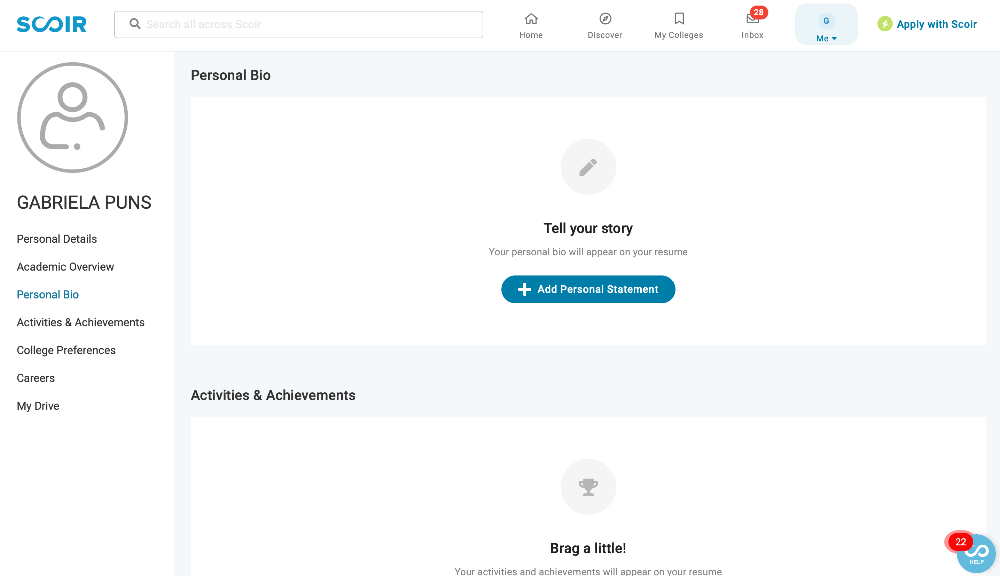 SCOIR
Search all across Scoir
Home
Discover
My Colleges
28
Inbox
G
Me
Apply with Scoir
GABRIELA PUNS
Personal Details
Academic Overview
Personal Bio
Activities & Achievements
College Preferences
Careers
My Drive
Personal Bio
Tell your story
Your personal bio will appear on your resume
Add Personal Statement
Activities & Achievements
Brag a little!
Your activities and achievements will appear on your resume
22
HELP